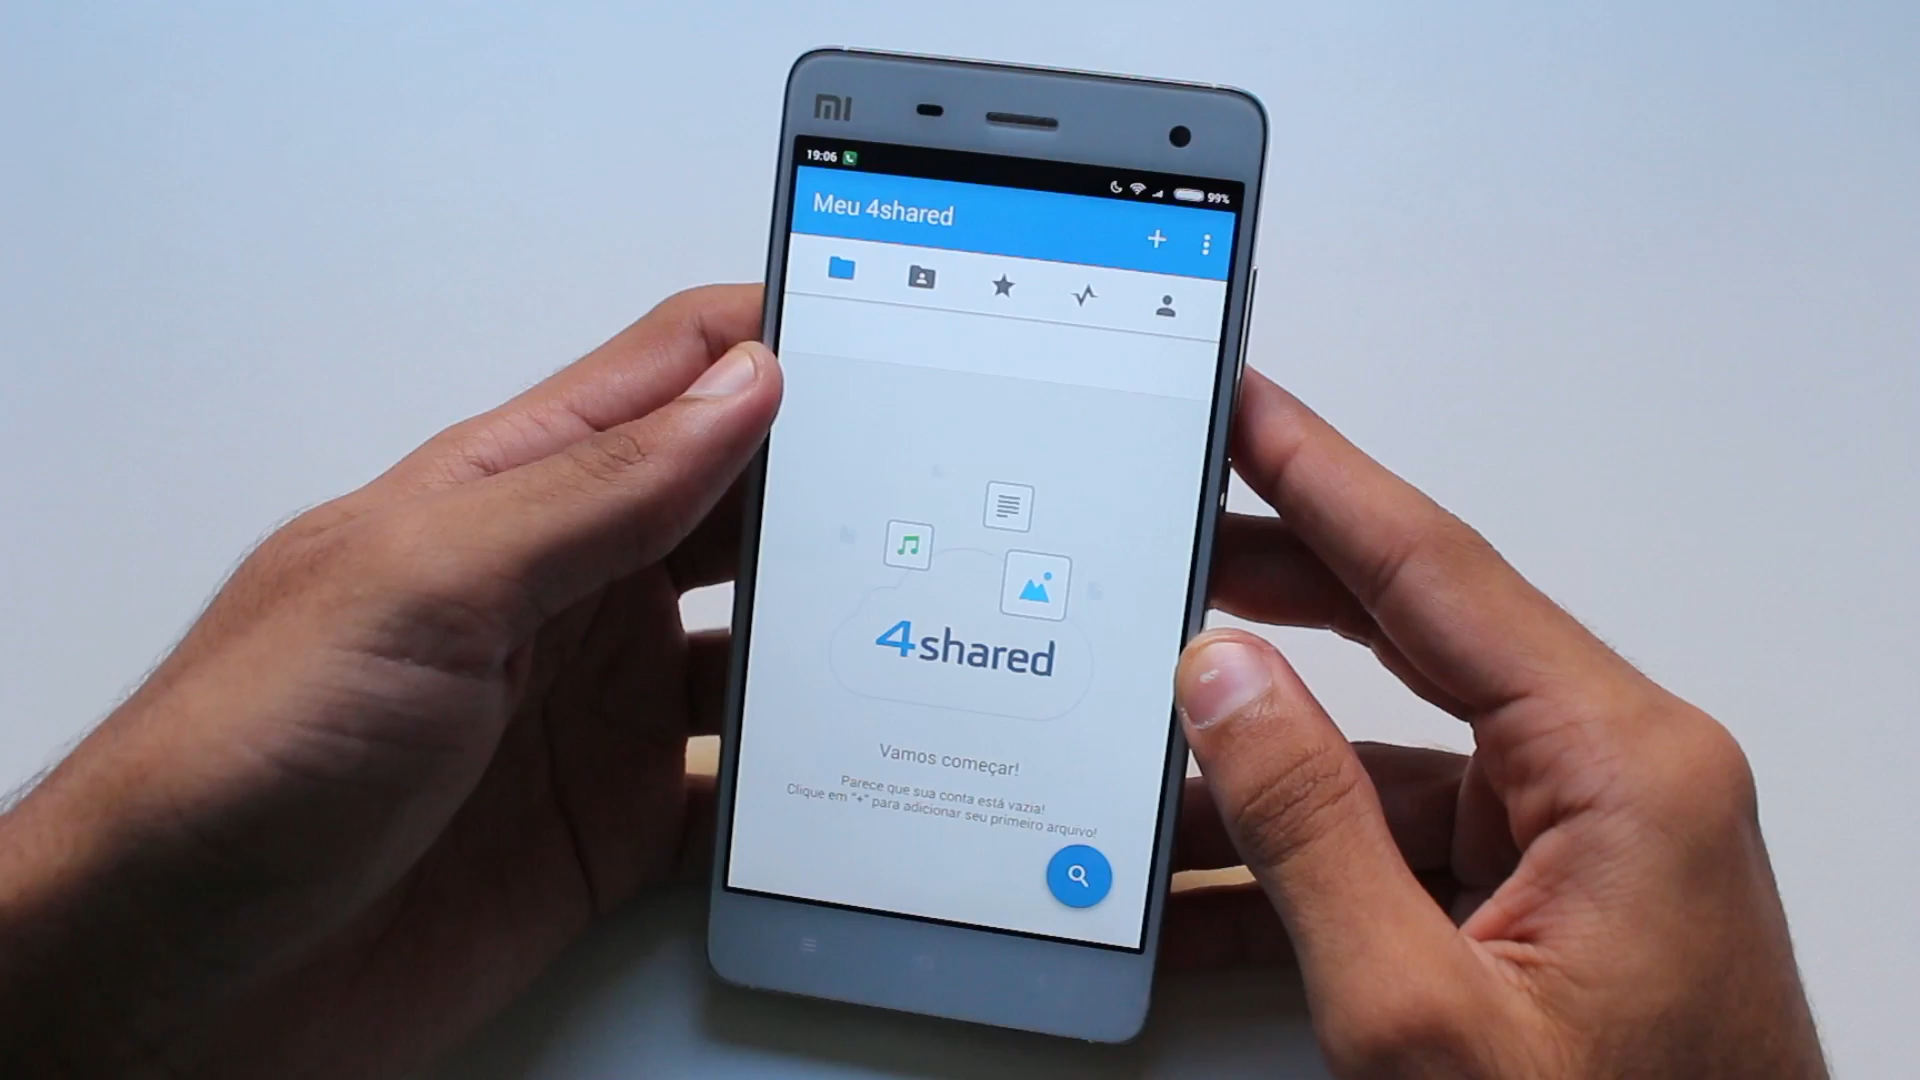 mi
19:06
99%
Meu 4shared
4shared
Vamos começar!
Parece que sua conta está vazia!
Clique em "+" para adicionar seu primeiro arquivo!